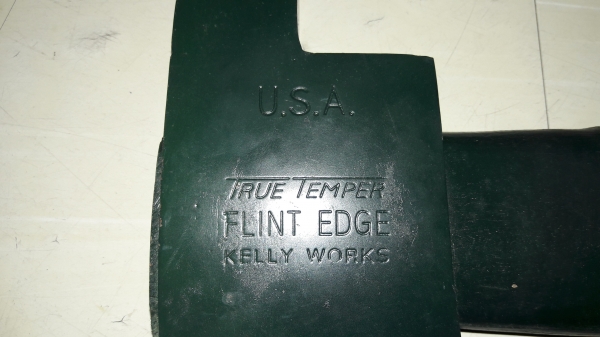 U.S.A.
TRUE TEMPER
FLINT EDGE
KELLY WORKS